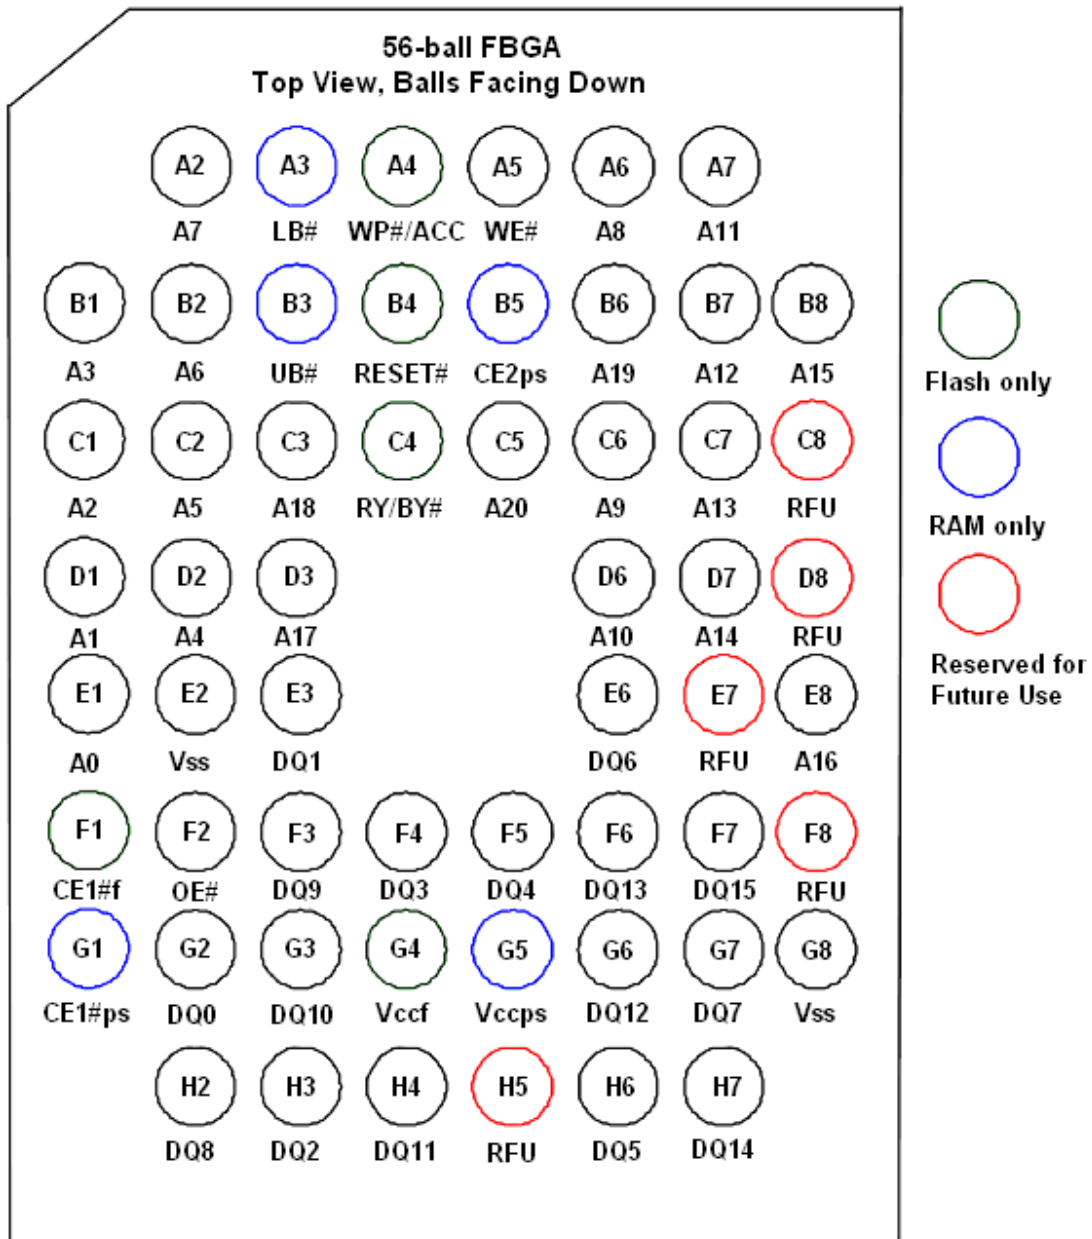 56-ball FBGA
Top View, Balls Facing Down
A2 A3 A4 A5 A6 A7
A7 LB# WP#/ACC WE# A8 A11
B1 B2 B3 B4 B5 B6 B7 B8
A3 A6 UB# RESET# CE2ps A19 A12 A15
C1 C2 C3 C4 C5 C6 C7 C8
A2 A5 A18 RY/BY# A20 A9 A13 RFU
D1 D2 D3 D6 D7 D8
A1 A4 A17 A10 A14 RFU
E1 E2 E3 E6 E7 E8
A0 Vss DQ1 DQ6 RFU A16
F1 F2 F3 F4 F5 F6 F7 F8
CE1#f OE# DQ9 DQ3 DQ4 DQ13 DQ15 RFU
G1 G2 G3 G4 G5 G6 G7 G8
CE1#ps DQ0 DQ10 Vccf Vccps DQ12 DQ7 Vss
H2 H3 H4 H5 H6 H7
DQ8 DQ2 DQ11 RFU DQ5 DQ14
Flash only
RAM only
Reserved for
Future Use